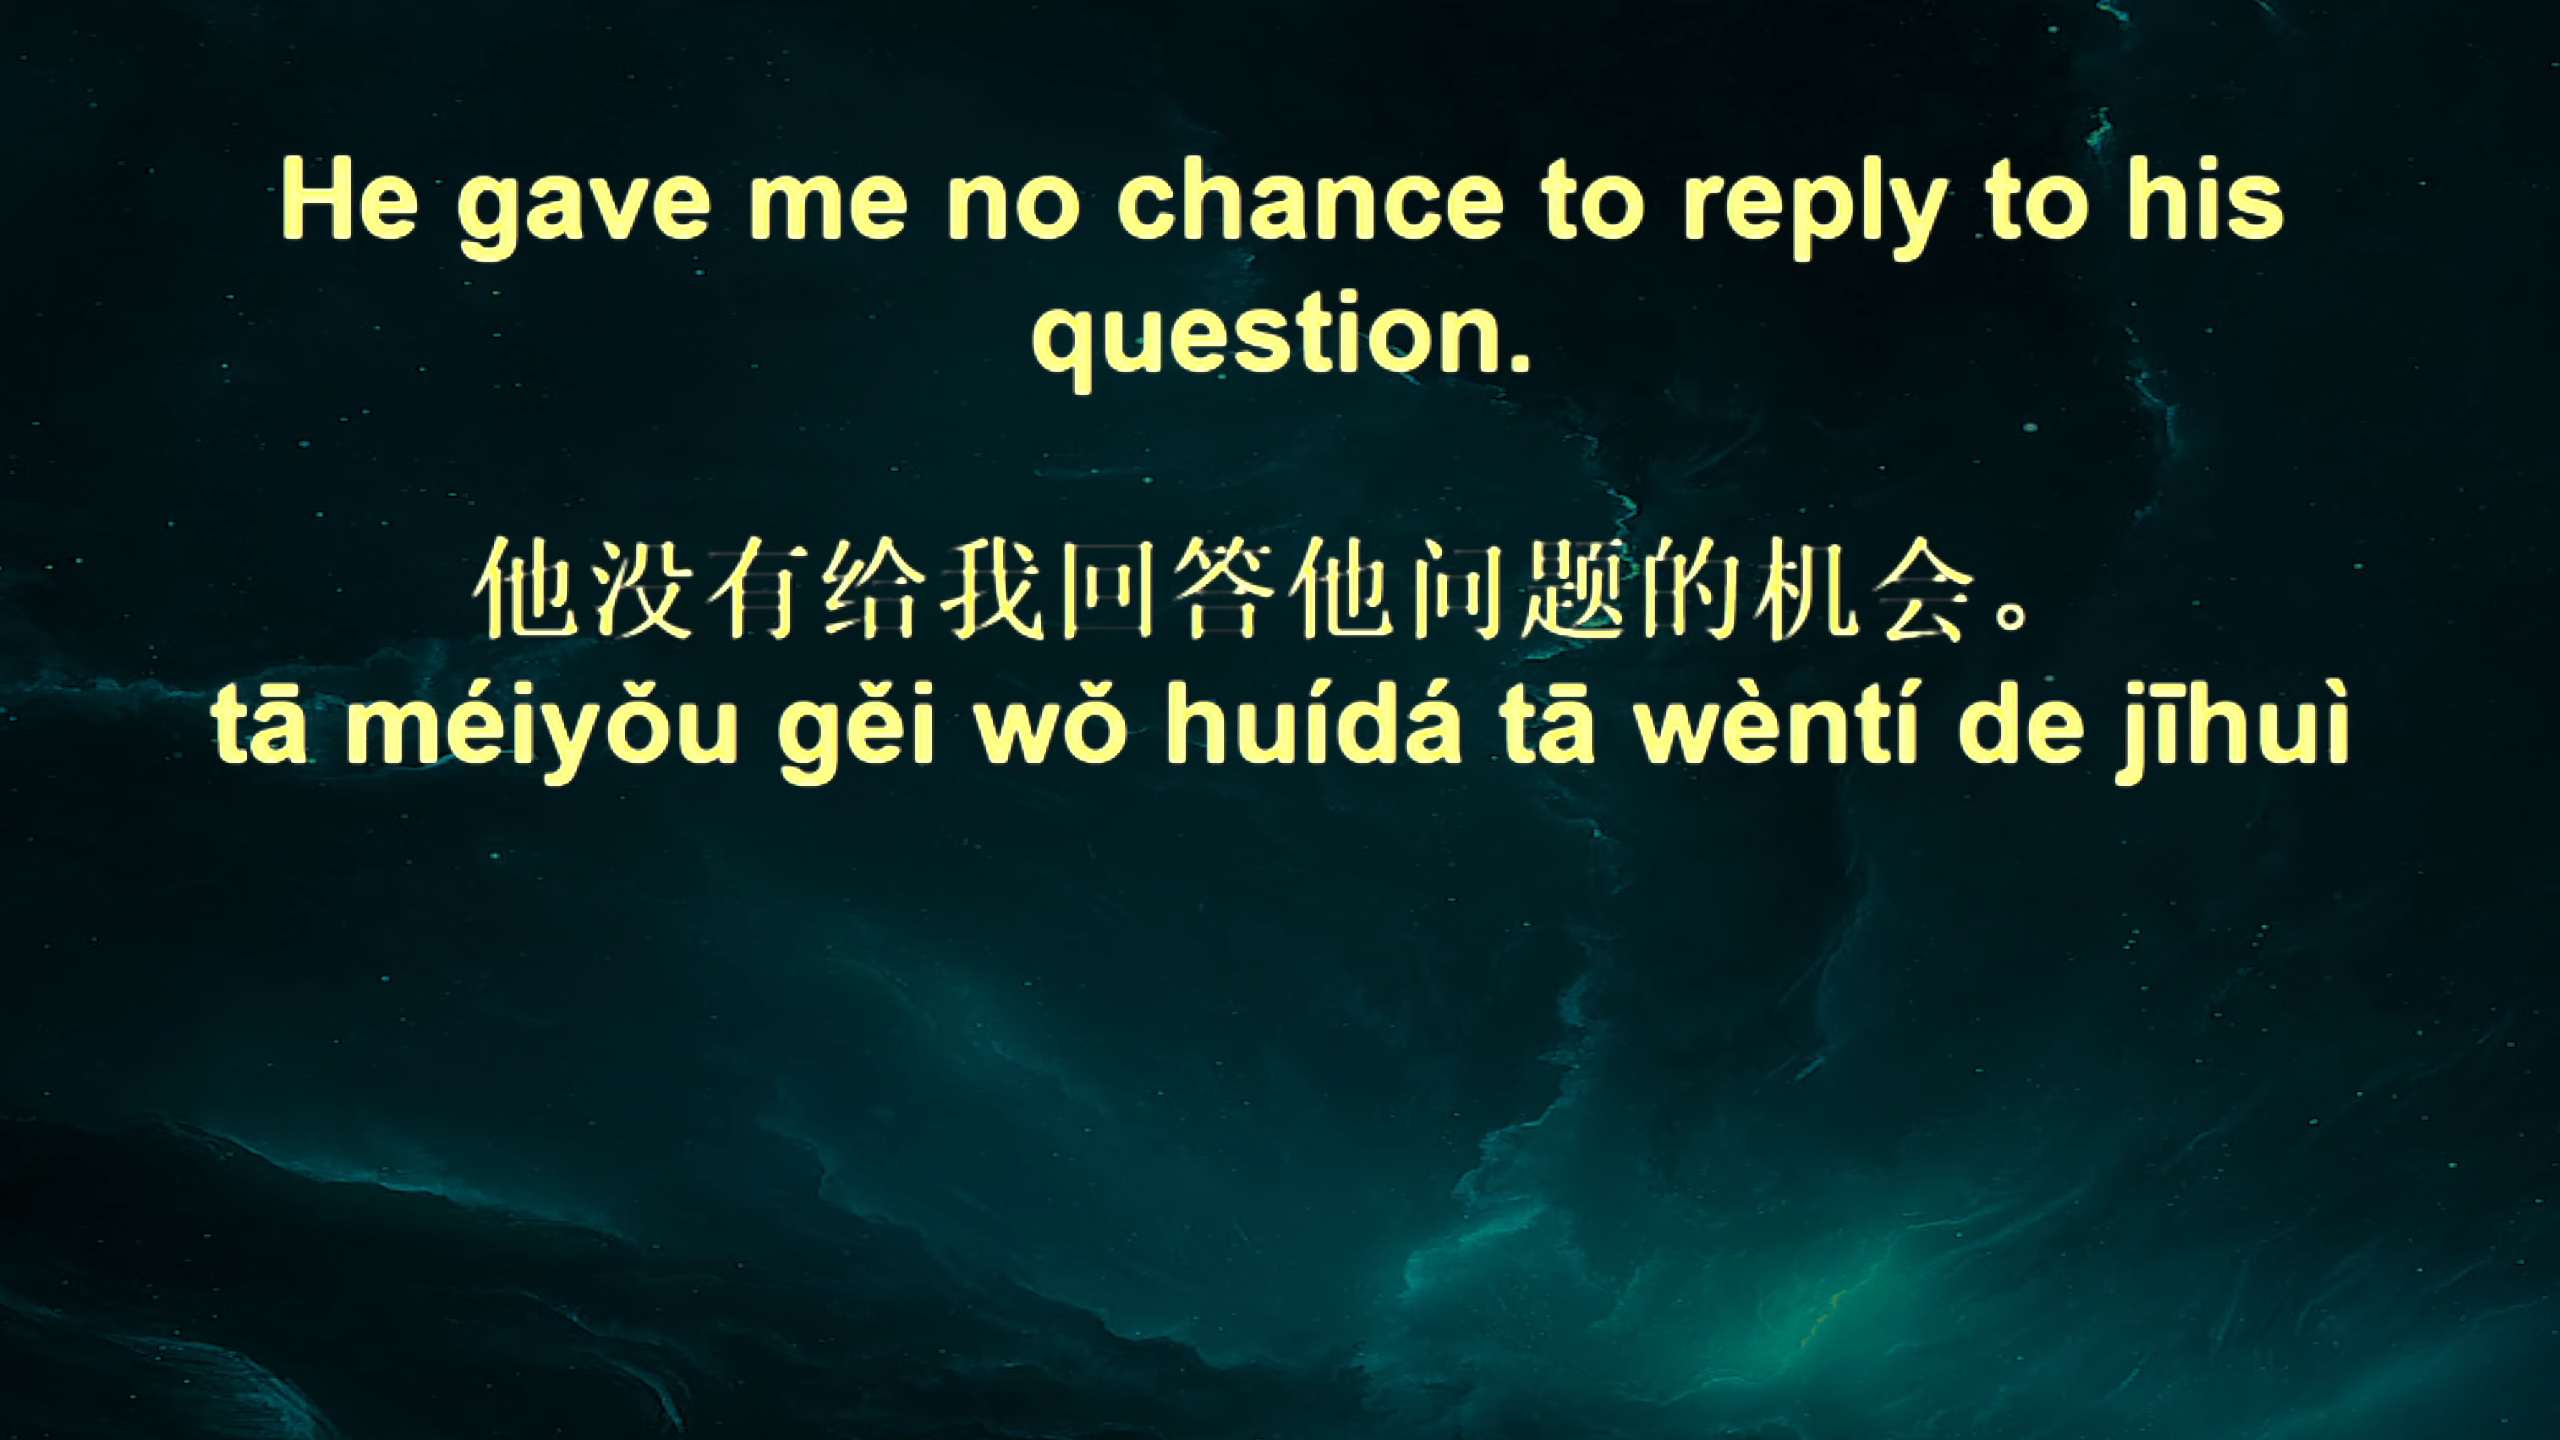 He gave me no chance to reply to his
question.
他没有给我回答他问题的机会。
tā méiyǒu gěi wǒ huídá tā wèntí de jīhuì